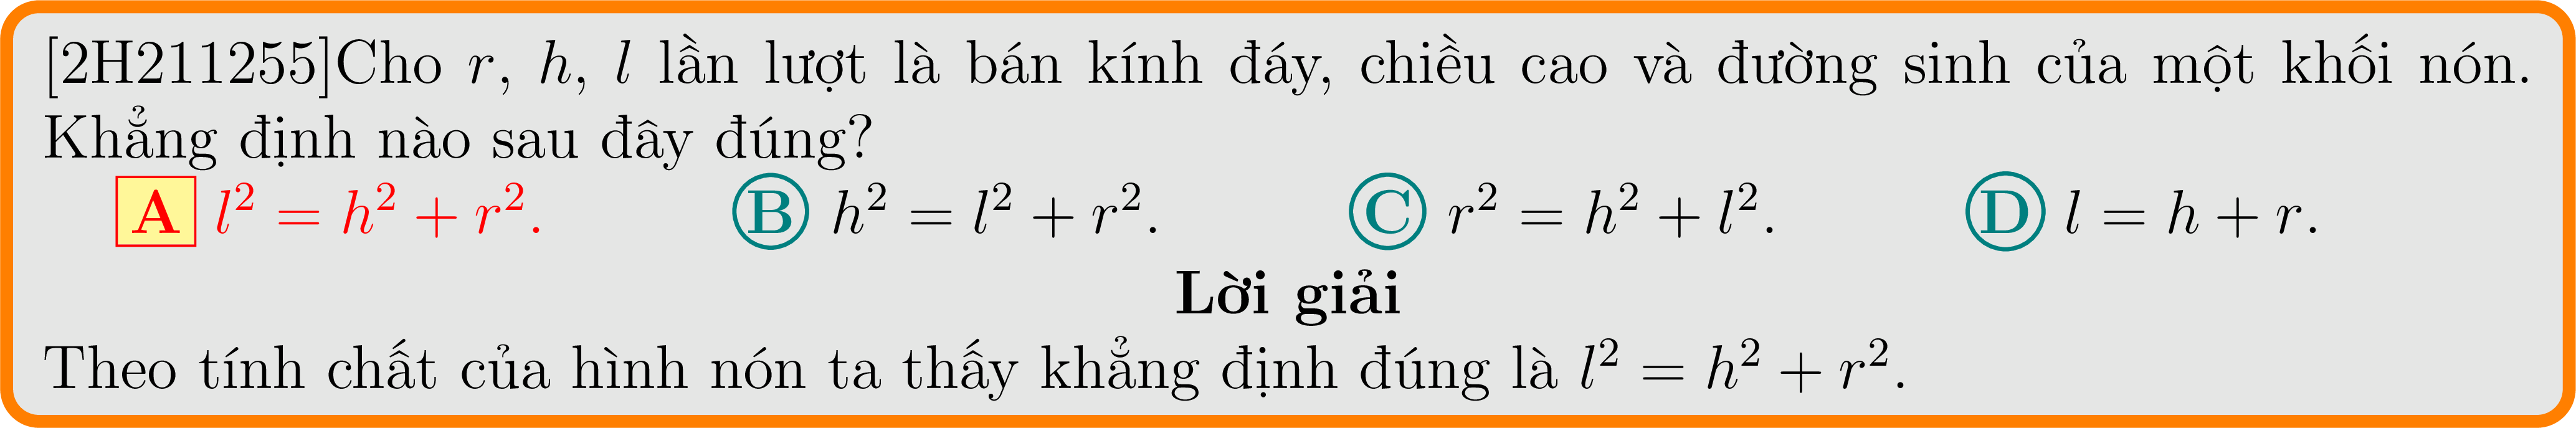 [2H211255]Cho r, h, l lần lượt là bán kính đáy, chiều cao và đường sinh của một khối nón.
Khẳng định nào sau đây đúng?
A l² = h² + r². B h² = l² + r². C r² = h² + l². D l = h + r.
Lời giải
Theo tính chất của hình nón ta thấy khẳng định đúng là l² = h² + r².